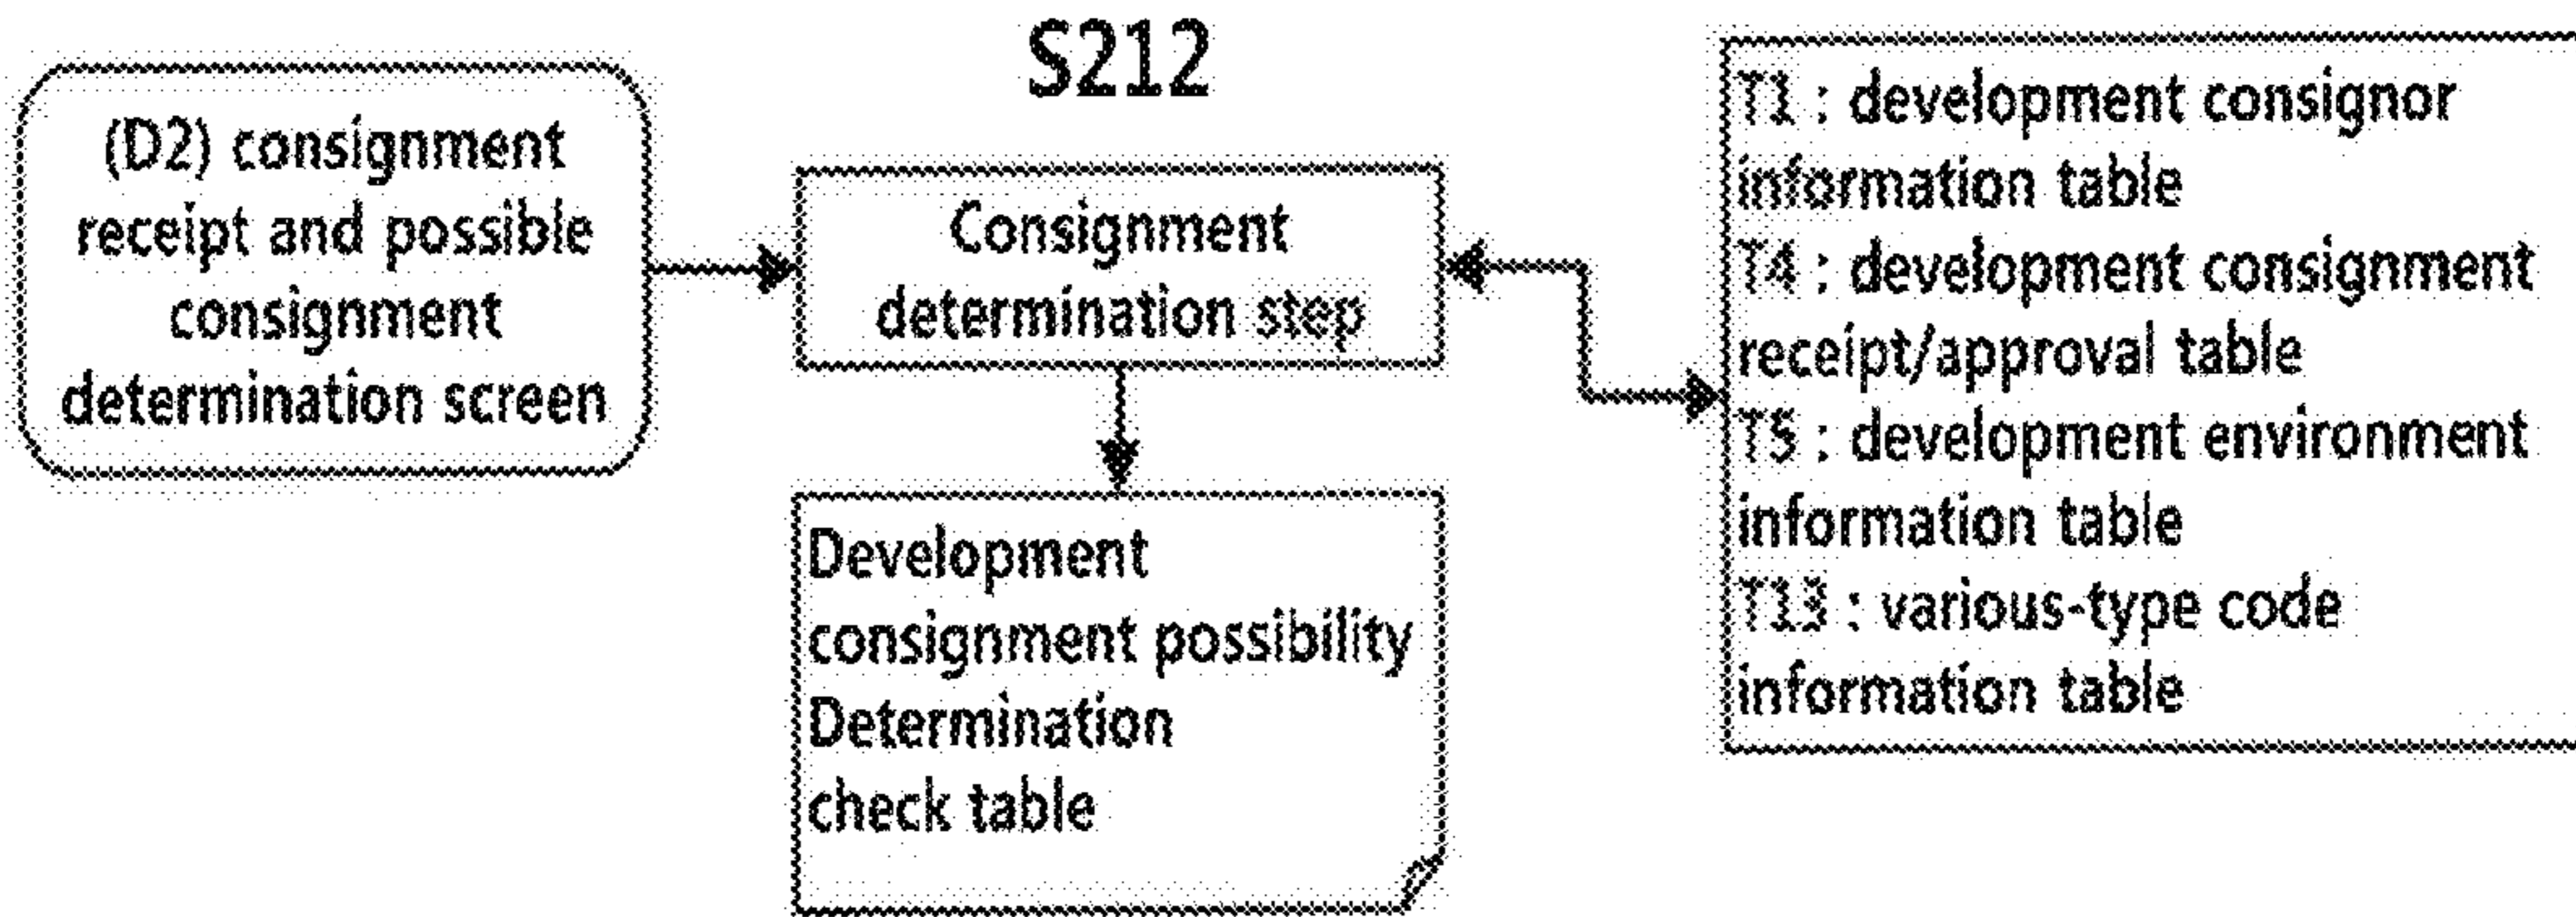 S212
(D2) consignment
receipt and possible
consignment
determination screen
Consignment
determination step
Development
consignment possibility
Determination
check table
T1 : development consignor
information table
T4 : development consignment
receipt/approval table
T5 : development environment
information table
T13 : various-type code
information table